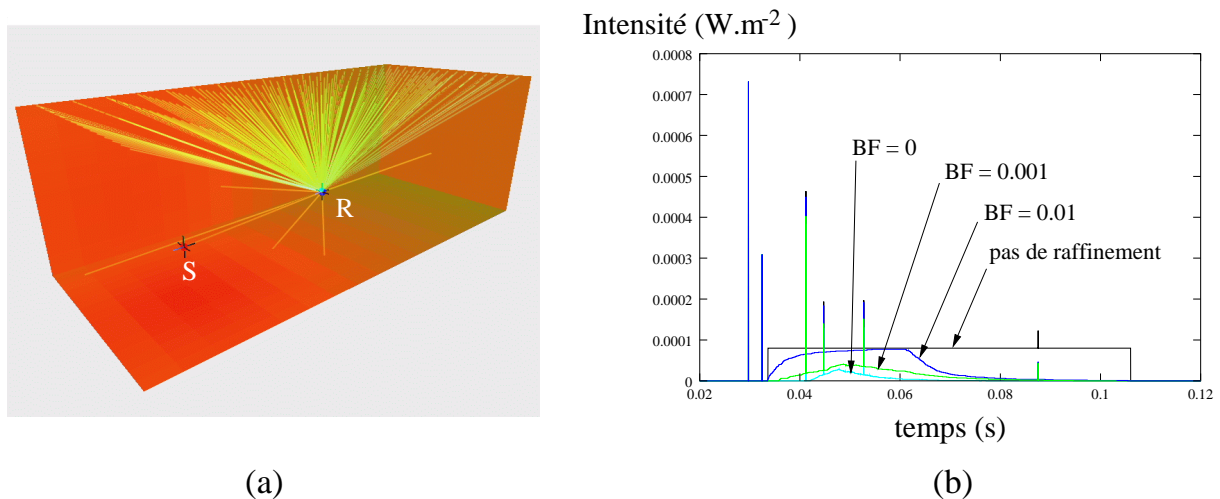 Intensité (W.m-2 )
0.0008
0.0007
0.0006
0.0005
0.0004
0.0003
0.0002
0.0001
0
BF = 0
BF = 0.001
BF = 0.01
pas de raffinement
R
S
0.02 0.04 0.06 0.08 0.1 0.12
temps (s)
(a) (b)